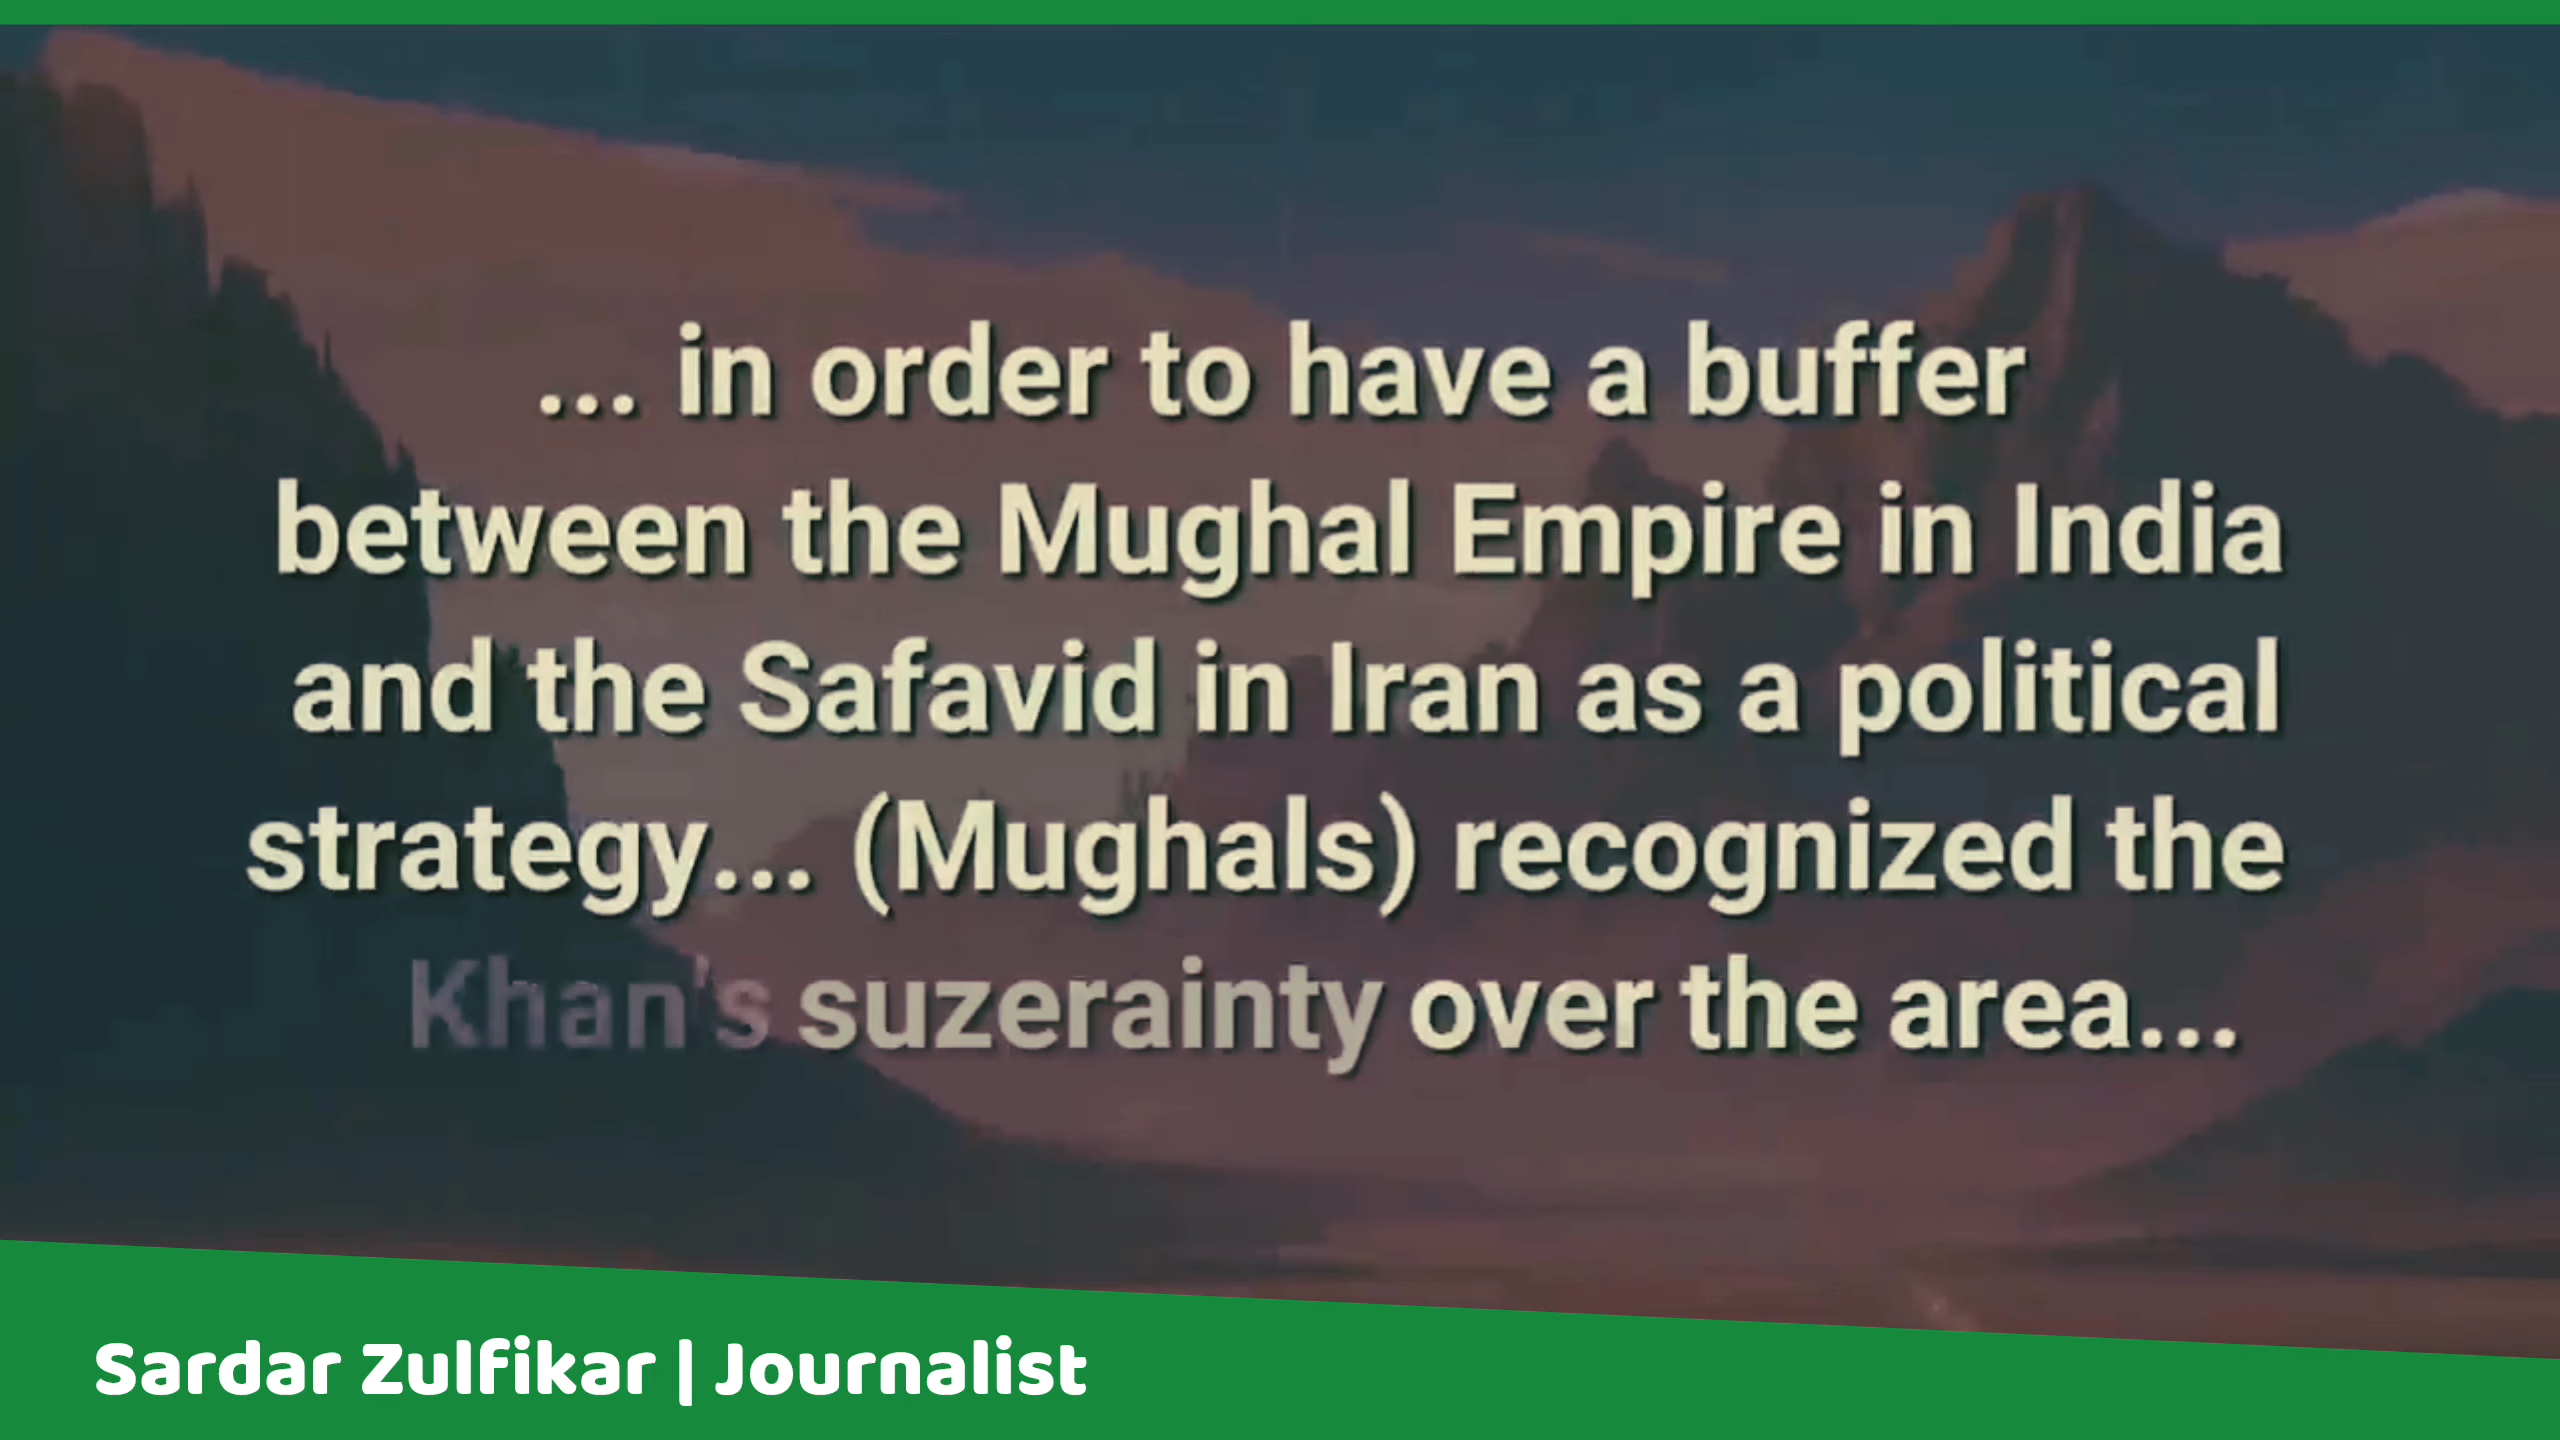 ... in order to have a buffer
between the Mughal Empire in India
and the Safavid in Iran as a political
strategy... (Mughals) recognized the
Khan's suzerainty over the area...
Sardar Zulfikar | Journalist